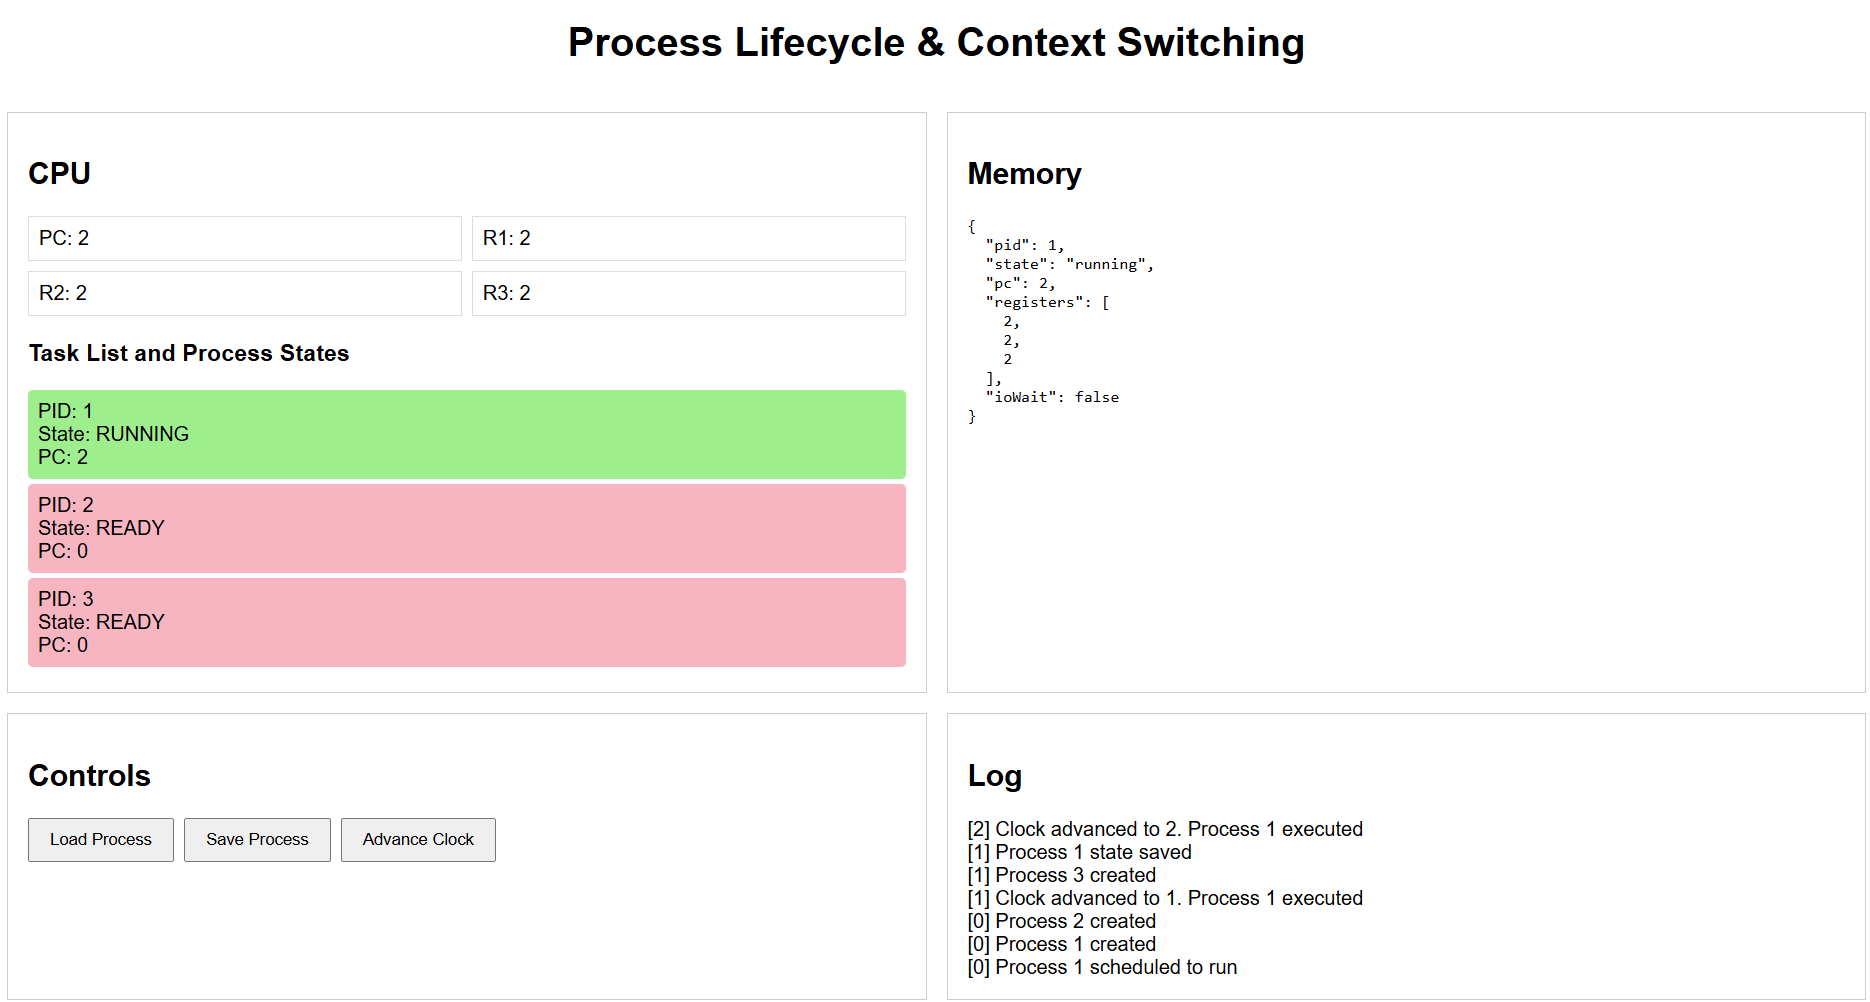 Process Lifecycle & Context Switching
CPU
PC: 2
R1: 2
R2: 2
R3: 2
Task List and Process States
PID: 1
State: RUNNING
PC: 2
PID: 2
State: READY
PC: 0
PID: 3
State: READY
PC: 0
Memory
{
  "pid": 1,
  "state": "running",
  "pc": 2,
  "registers": [
    2,
    2,
    2
  ],
  "ioWait": false
}
Controls
Load Process
Save Process
Advance Clock
Log
[2] Clock advanced to 2. Process 1 executed
[1] Process 1 state saved
[1] Process 3 created
[1] Clock advanced to 1. Process 1 executed
[0] Process 2 created
[0] Process 1 created
[0] Process 1 scheduled to run